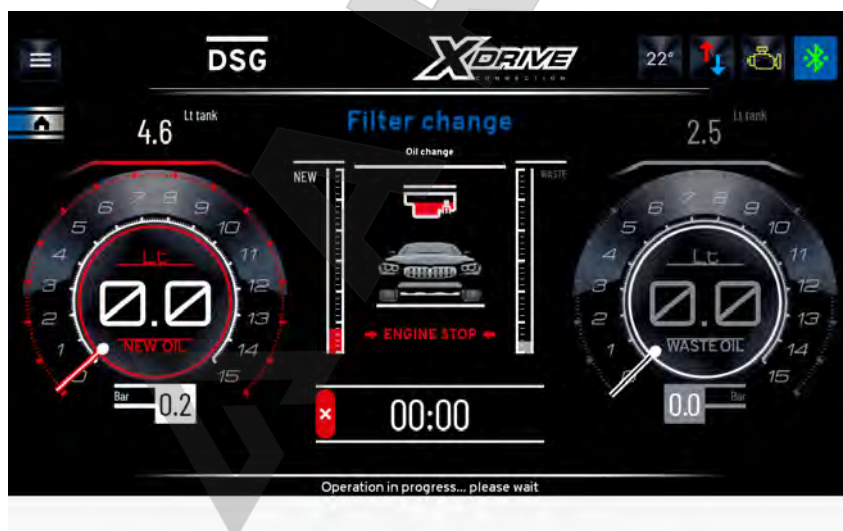 DSG
XDRIVE
CONNECTION
22°
4.6 Lt tank
Filter change
2.5 Lt tank
Oil change
NEW
WASTE
0 1 2 3 4 5 6 7 8 9 10 11 12 13 14 15
Lt
0.0
NEW OIL
Bar 0.2
ENGINE STOP
0 1 2 3 4 5 6 7 8 9 10 11 12 13 14 15
Lt
0.0
WASTE OIL
0.0 Bar
× 00:00
Operation in progress... please wait